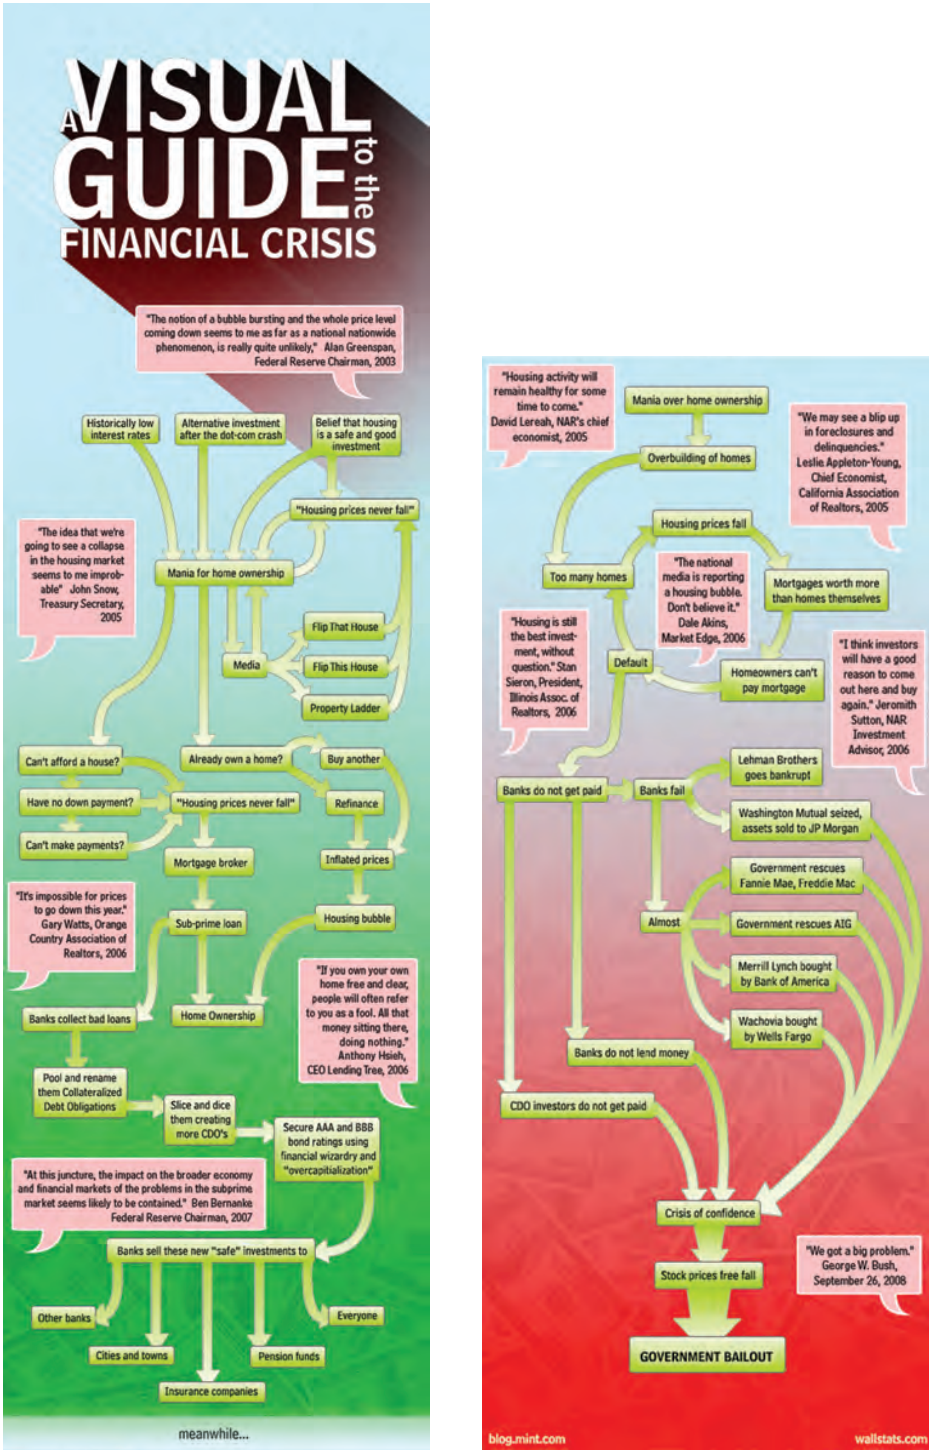 A VISUAL
GUIDE to the
FINANCIAL CRISIS
"The notion of a bubble bursting and the whole price level
coming down seems to me as far as a national nationwide
phenomenon, is really quite unlikely," Alan Greenspan,
Federal Reserve Chairman, 2003
Historically low
interest rates
Alternative investment
after the dot-com crash
Belief that housing
is a safe and good
investment
"Housing prices never fall"
"The idea that we're
going to see a collapse
in the housing market
seems to me improb-
able" John Snow,
Treasury Secretary,
2005
Mania for home ownership
Flip That House
Media
Flip This House
Property Ladder
Can't afford a house?
Already own a home?
Buy another
Have no down payment?
"Housing prices never fall"
Refinance
Can't make payments?
Mortgage broker
Inflated prices
"It's impossible for prices
to go down this year."
Gary Watts, Orange
Country Association of
Realtors, 2006
Sub-prime loan
Housing bubble
"If you own your own
home free and clear,
people will often refer
to you as a fool. All that
money sitting there,
doing nothing."
Anthony Hsieh,
CEO Lending Tree, 2006
Banks collect bad loans
Home Ownership
Pool and rename
them Collateralized
Debt Obligations
Slice and dice
them creating
more CDO's
Secure AAA and BBB
bond ratings using
financial wizardry and
"overcapitialization"
"At this juncture, the impact on the broader economy
and financial markets of the problems in the subprime
market seems likely to be contained." Ben Bernanke
Federal Reserve Chairman, 2007
Banks sell these new "safe" investments to
Other banks
Everyone
Cities and towns
Pension funds
Insurance companies
meanwhile...
"Housing activity will
remain healthy for some
time to come."
David Lereah, NAR's chief
economist, 2005
Mania over home ownership
"We may see a blip up
in foreclosures and
delinquencies."
Leslie Appleton-Young,
Chief Economist,
California Association
of Realtors, 2005
Overbuilding of homes
Housing prices fall
Too many homes
"The national
media is reporting
a housing bubble.
Don't believe it."
Dale Akins,
Market Edge, 2006
Mortgages worth more
than homes themselves
"Housing is still
the best invest-
ment, without
question." Stan
Sieron, President,
Illinois Assoc. of
Realtors, 2006
Default
Homeowners can't
pay mortgage
"I think investors
will have a good
reason to come
out here and buy
again." Jeromith
Sutton, NAR
Investment
Advisor, 2006
Banks do not get paid
Banks fail
Lehman Brothers
goes bankrupt
Washington Mutual seized,
assets sold to JP Morgan
Government rescues
Fannie Mae, Freddie Mac
Almost
Government rescues AIG
Merrill Lynch bought
by Bank of America
Wachovia bought
by Wells Fargo
Banks do not lend money
CDO investors do not get paid
Crisis of confidence
Stock prices free fall
"We got a big problem."
George W. Bush,
September 26, 2008
GOVERNMENT BAILOUT
blog.mint.com
wallstats.com